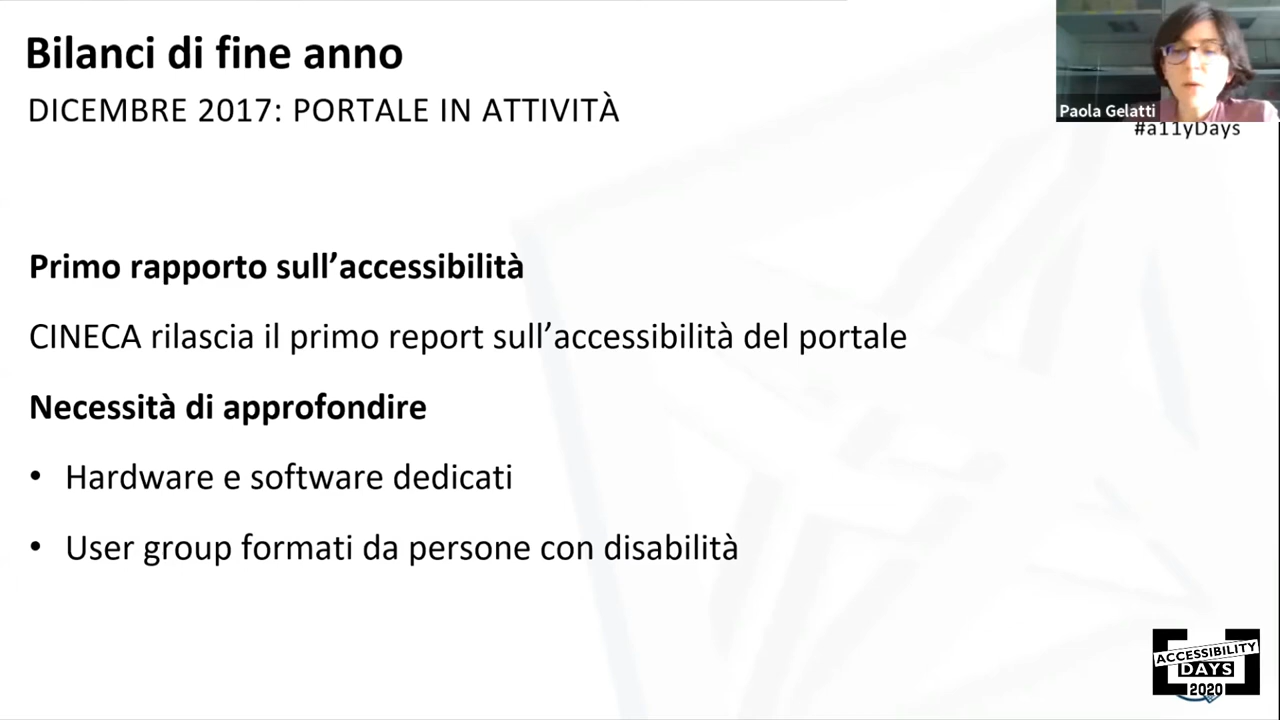 Bilanci di fine anno
DICEMBRE 2017: PORTALE IN ATTIVITÀ
Paola Gelatti
#a11yDays
Primo rapporto sull’accessibilità
CINECA rilascia il primo report sull’accessibilità del portale
Necessità di approfondire
• Hardware e software dedicati
• User group formati da persone con disabilità
ACCESSIBILITY
DAYS
2020